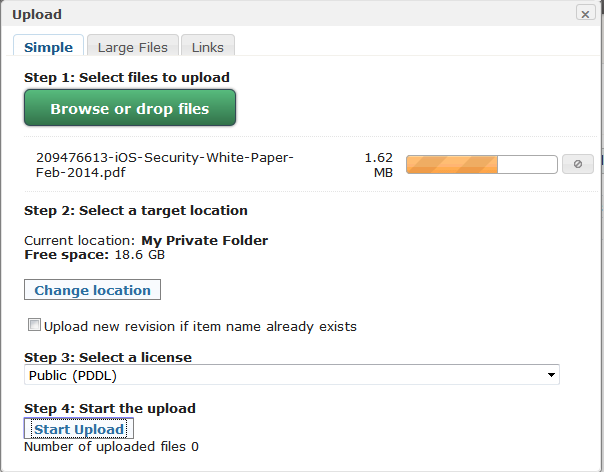 Upload
Simple Large Files Links
Step 1: Select files to upload
Browse or drop files
209476613-iOS-Security-White-Paper- 1.62
Feb-2014.pdf MB
Step 2: Select a target location
Current location: My Private Folder
Free space: 18.6 GB
Change location
Upload new revision if item name already exists
Step 3: Select a license
Public (PDDL)
Step 4: Start the upload
Start Upload
Number of uploaded files 0